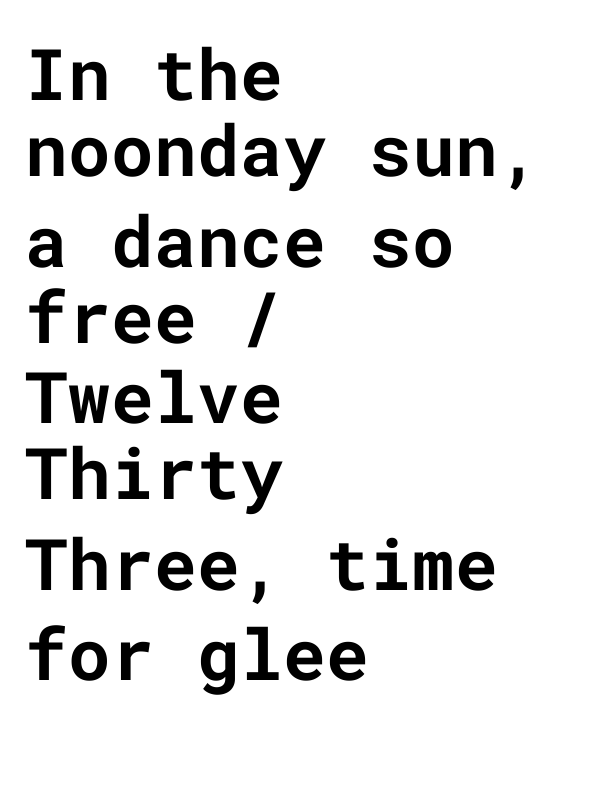 In the
noonday sun,
a dance so
free /
Twelve
Thirty
Three, time
for glee